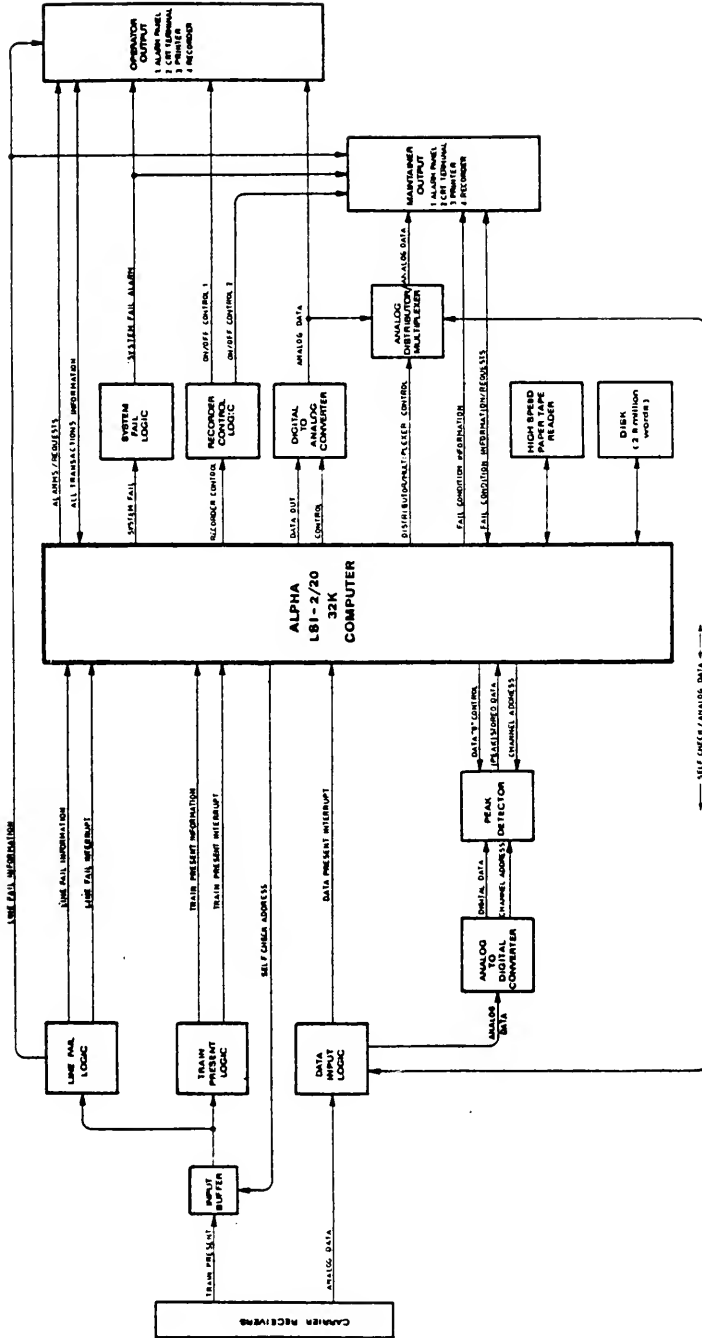 CARRIER RECEIVERS
TRAIN PRESENT
ANALOG DATA
INPUT
BUFFER
LINE FAIL
LOGIC
TRAIN
PRESENT
LOGIC
DATA
INPUT
LOGIC
ANALOG
DATA
ANALOG
TO
DIGITAL
CONVERTER
DIGITAL DATA
CHANNEL ADDRESS
PEAK
DETECTOR
LINE FAIL INFORMATION
LINE FAIL INFORMATION
LINE FAIL INTERRUPT
TRAIN PRESENT INFORMATION
TRAIN PRESENT INTERRUPT
SELF CHECK ADDRESS
DATA PRESENT INTERRUPT
DATA "B" CONTROL
(PEAK) STORED DATA
CHANNEL ADDRESS
SELF CHECK/ANALOG DATA
ALPHA
LSI-2/20
32K
COMPUTER
ALARMS/REQUESTS
ALL TRANSACTIONS INFORMATION
SYSTEM FAIL
RECORDER CONTROL
DATA OUT
CONTROL
DISTRIBUTOR/MULTIPLEXER CONTROL
FAIL CONDITION INFORMATION
FAIL CONDITION INFORMATION/REQUESTS
SYSTEM
FAIL
LOGIC
RECORDER
CONTROL
LOGIC
DIGITAL
TO
ANALOG
CONVERTER
HIGH SPEED
PAPER TAPE
READER
DISK
(2.8 million
words)
SYSTEM FAIL ALARM
ON/OFF CONTROL 1
ON/OFF CONTROL 2
ANALOG DATA
ANALOG
DISTRIBUTOR/
MULTIPLEXER
ANALOG DATA
MAINTAINER
OUTPUT
1 ALARM PANEL
2 CRT TERMINAL
3 PRINTER
4 RECORDER
OPERATOR
OUTPUT
1 ALARM PANEL
2 CRT TERMINAL
3 PRINTER
4 RECORDER